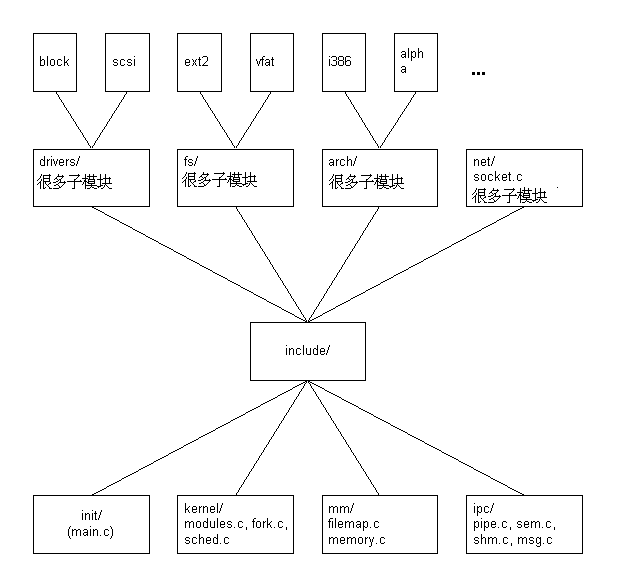 block
scsi
ext2
vfat
i386
alph
a
...
drivers/
很多子模块
fs/
很多子模块
arch/
很多子模块
net/
socket.c
很多子模块
include/
init/
(main.c)
kernel/
modules.c, fork.c,
sched.c
mm/
filemap.c
memory.c
ipc/
pipe.c, sem.c,
shm.c, msg.c